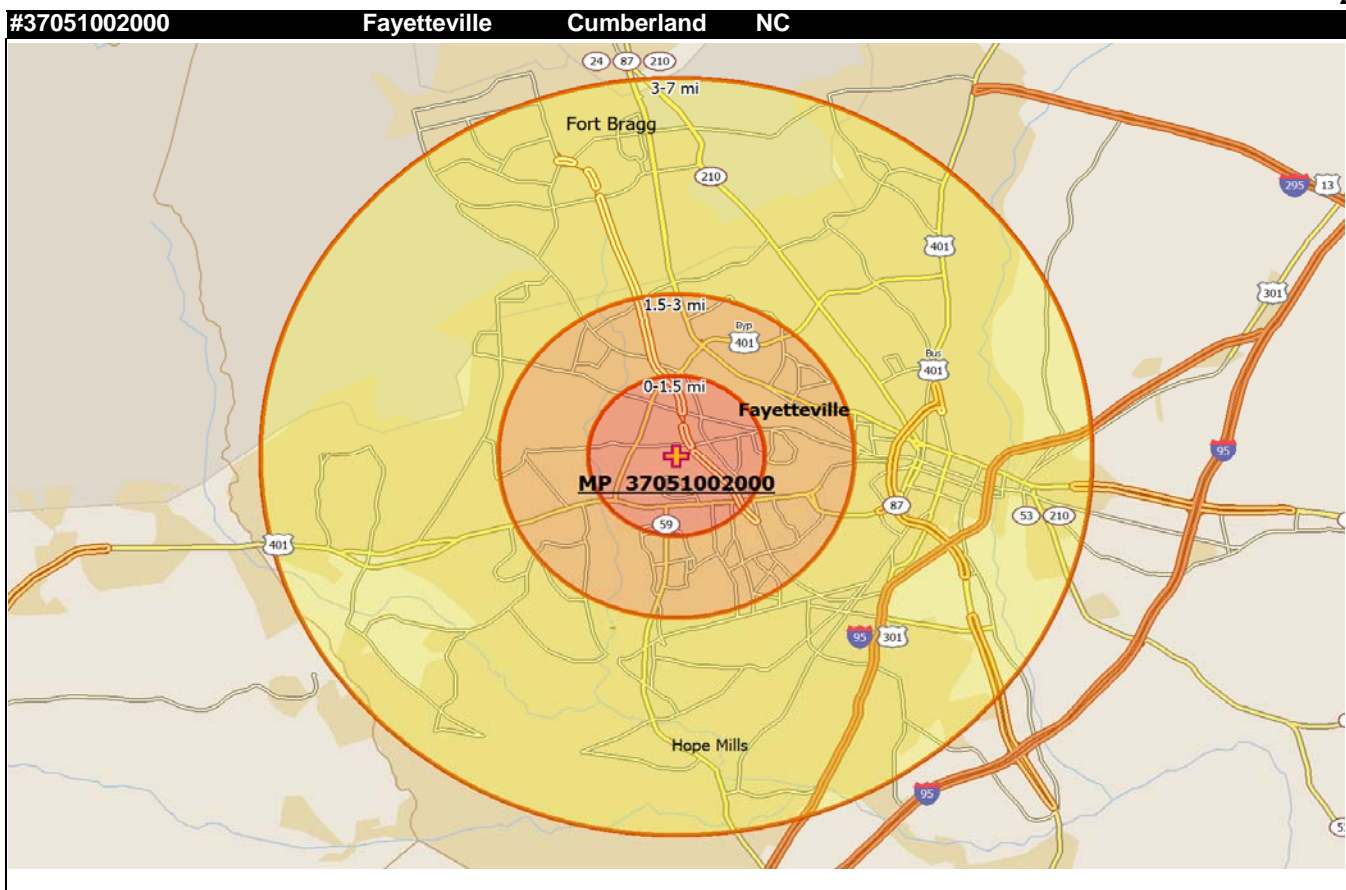 #37051002000 Fayetteville Cumberland NC
24 87 210
3-7 mi
Fort Bragg
210
295 13
401
301
1.5-3 mi
Byp
401
Bus
401
0-1.5 mi
Fayetteville
95
MP 37051002000
87
59
53 210
401
95 301
Hope Mills
95